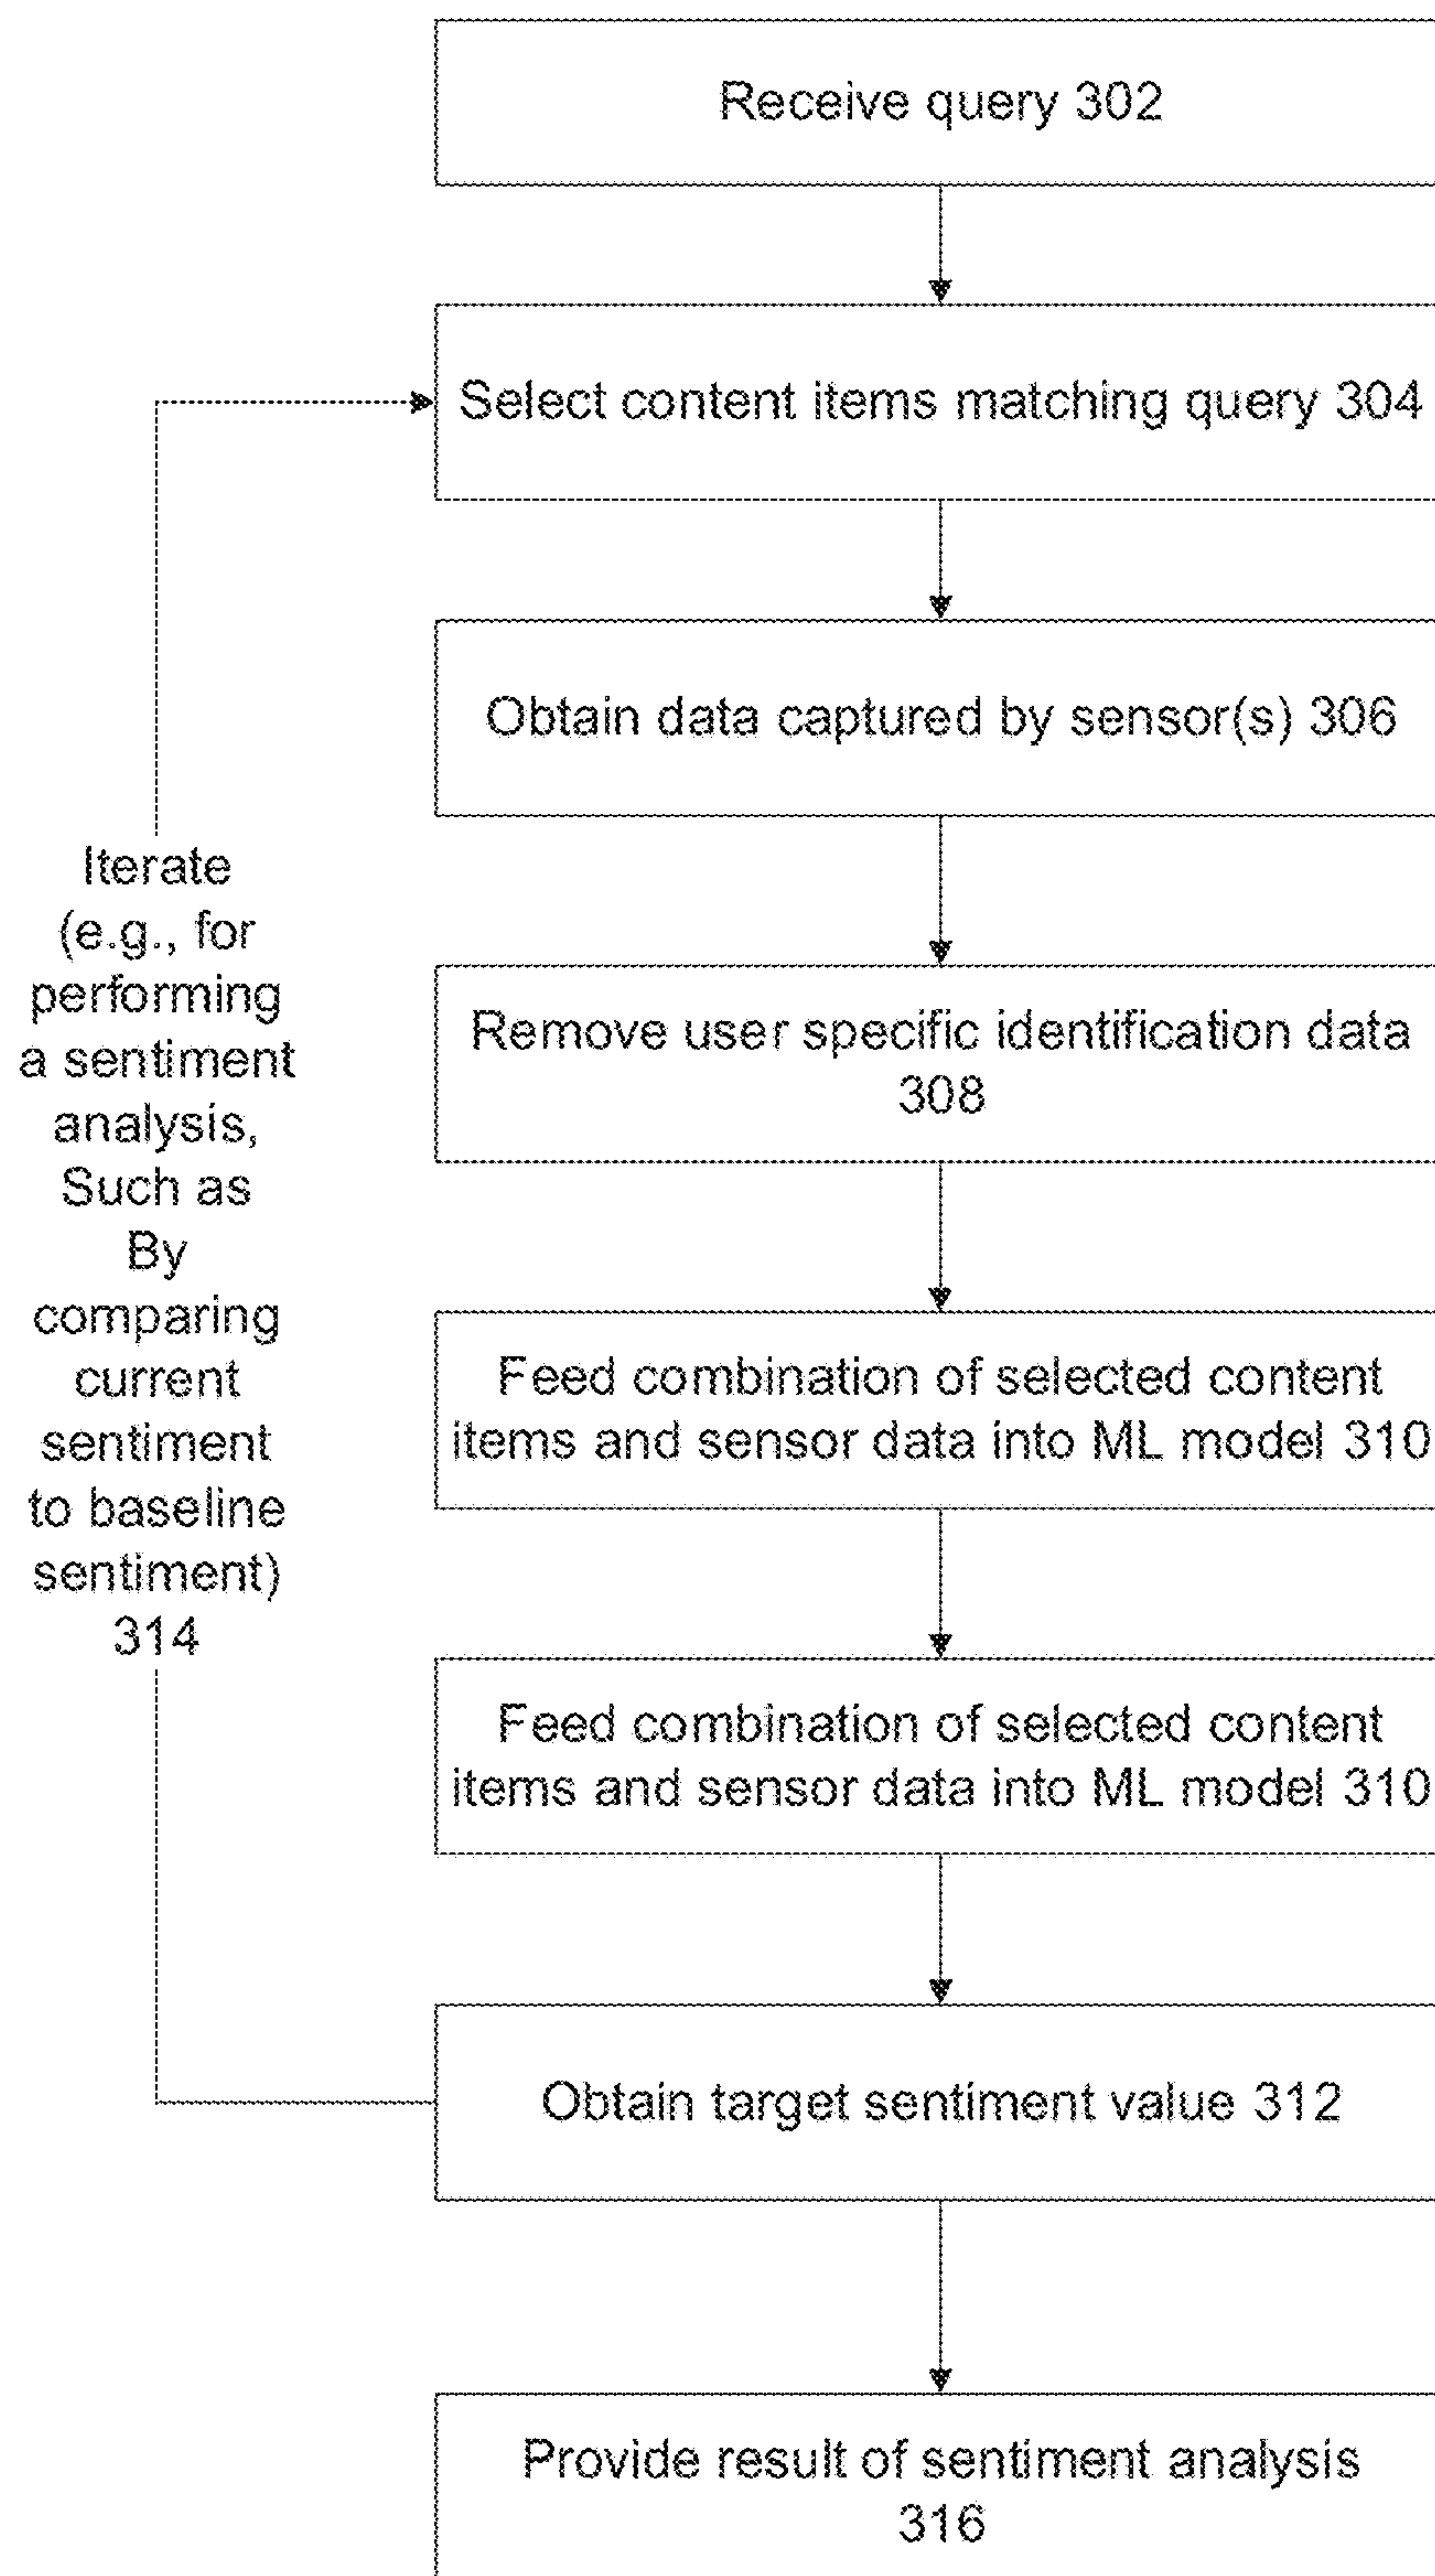 Receive query 302
Select content items matching query 304
Obtain data captured by sensor(s) 306
Remove user specific identification data
308
Feed combination of selected content
items and sensor data into ML model 310
Feed combination of selected content
items and sensor data into ML model 310
Obtain target sentiment value 312
Iterate
(e.g., for
performing
a sentiment
analysis,
Such as
By
comparing
current
sentiment
to baseline
sentiment)
314
Provide result of sentiment analysis
316